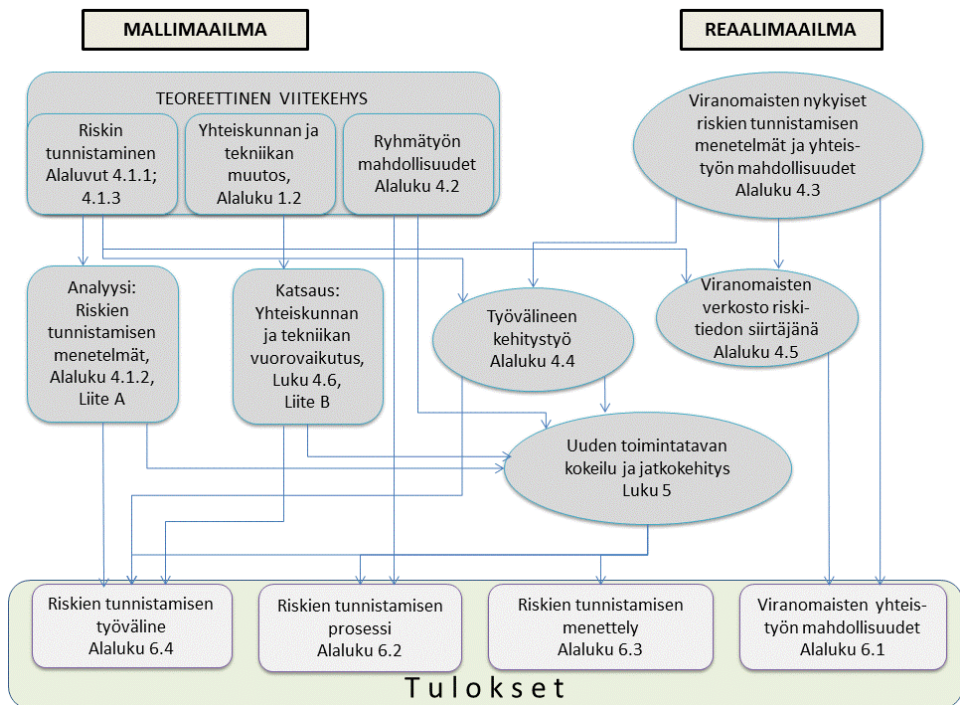 MALLIMAAILMA
REAALIMAAILMA
TEOREETTINEN VIITEKEHYS
Riskin
tunnistaminen
Alaluvut 4.1.1;
4.1.3
Yhteiskunnan ja
tekniikan
muutos,
Alaluku 1.2
Ryhmätyön
mahdollisuudet
Alaluku 4.2
Viranomaisten nykyiset
riskien tunnistamisen
menetelmät ja yhteis-
työn mahdollisuudet
Alaluku 4.3
Analyysi:
Riskien
tunnistamisen
menetelmät,
Alaluku 4.1.2,
Liite A
Katsaus:
Yhteiskunnan
ja tekniikan
vuorovaikutus,
Luku 4.6,
Liite B
Työvälineen
kehitystyö
Alaluku 4.4
Viranomaisten
verkosto riski-
tiedon siirtäjänä
Alaluku 4.5
Uuden toimintatavan
kokeilu ja jatkokehitys
Luku 5
Riskien tunnistamisen
työväline
Alaluku 6.4
Riskien tunnistamisen
prosessi
Alaluku 6.2
Riskien tunnistamisen
menettely
Alaluku 6.3
Viranomaisten yhteis-
työn mahdollisuudet
Alaluku 6.1
Tulokset